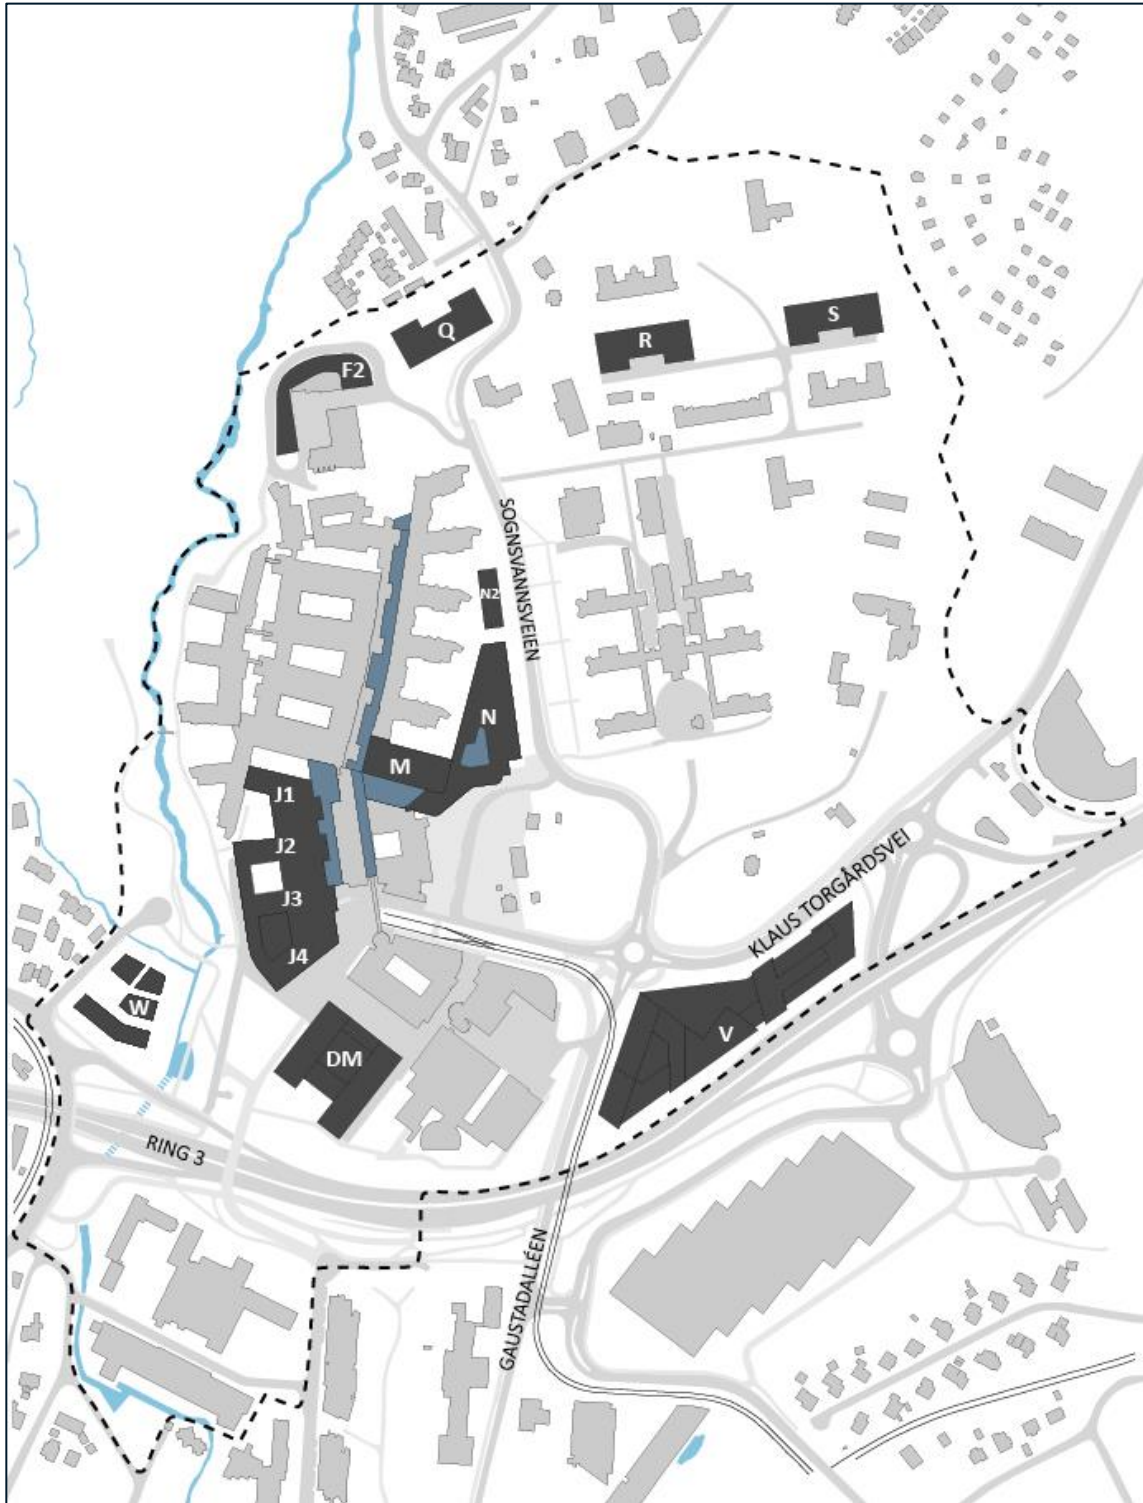 S
Q
R
F2
SOGNSVANNSVEIEN
N2
N
M
J1
J2
J3
J4
KLAUS TORGÅRDSVEI
W
V
DM
RING 3
GAUSTADALLÉEN